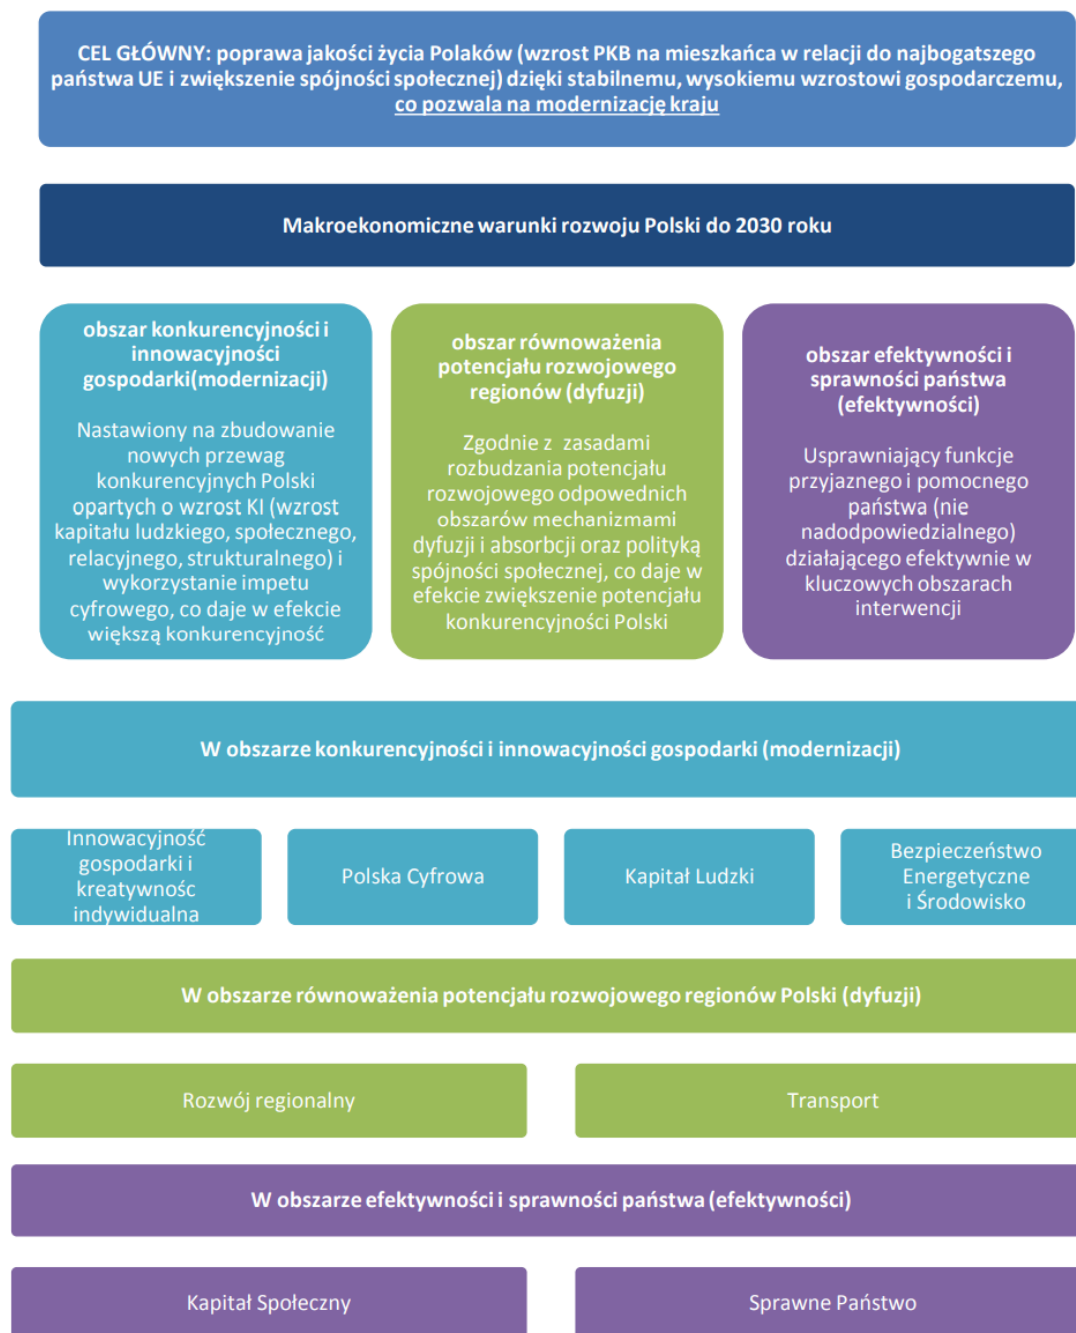 CEL GŁÓWNY: poprawa jakości życia Polaków (wzrost PKB na mieszkańca w relacji do najbogatszego
państwa UE i zwiększenie spójności społecznej) dzięki stabilnemu, wysokiemu wzrostowi gospodarczemu,
co pozwala na modernizację kraju
Makroekonomiczne warunki rozwoju Polski do 2030 roku
obszar konkurencyjności i
innowacyjności
gospodarki(modernizacji)
Nastawiony na zbudowanie
nowych przewag
konkurencyjnych Polski
opartych o wzrost KI (wzrost
kapitału ludzkiego, społecznego,
relacyjnego, strukturalnego) i
wykorzystanie impetu
cyfrowego, co daje w efekcie
większą konkurencyjność
obszar równoważenia
potencjału rozwojowego
regionów (dyfuzji)
Zgodnie z zasadami
rozbudzania potencjału
rozwojowego odpowednich
obszarów mechanizmami
dyfuzji i absorbcji oraz polityką
spójności społecznej, co daje w
efekcie zwiększenie potencjału
konkurencyjności Polski
obszar efektywności i
sprawności państwa
(efektywności)
Usprawniający funkcje
przyjaznego i pomocnego
państwa (nie
nadodpowiedzialnego)
działającego efektywnie w
kluczowych obszarach
interwencji
W obszarze konkurencyjności i innowacyjności gospodarki (modernizacji)
Innowacyjność
gospodarki i
kreatywnośc
indywidualna
Polska Cyfrowa
Kapitał Ludzki
Bezpieczeństwo
Energetyczne
i Środowisko
W obszarze równoważenia potencjału rozwojowego regionów Polski (dyfuzji)
Rozwój regionalny
Transport
W obszarze efektywności i sprawności państwa (efektywności)
Kapitał Społeczny
Sprawne Państwo